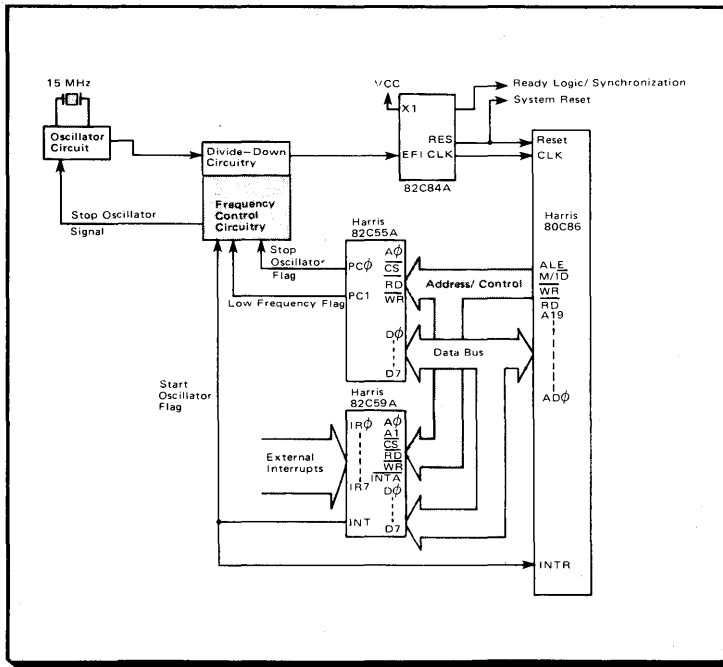 15 MHz
Oscillator
Circuit
Divide-Down
Circuitry
Frequency
Control
Circuitry
Stop Oscillator
Signal
VCC
X1
RES
EFI CLK
82C84A
Ready Logic/ Synchronization
System Reset
Reset
CLK
Harris
80C86
ALE
M/IO
WR
RD
A19
ADφ
INTR
Harris
82C55A
Stop
Oscillator
Flag
Low Frequency Flag
PCφ
PC1
Aφ
CS
RD
WR
Dφ
D7
Address/ Control
Data Bus
Start
Oscillator
Flag
Harris
82C59A
External
Interrupts
IRφ
IR7
INT
Aφ
A1
CS
RD
WR
INTA
Dφ
D7